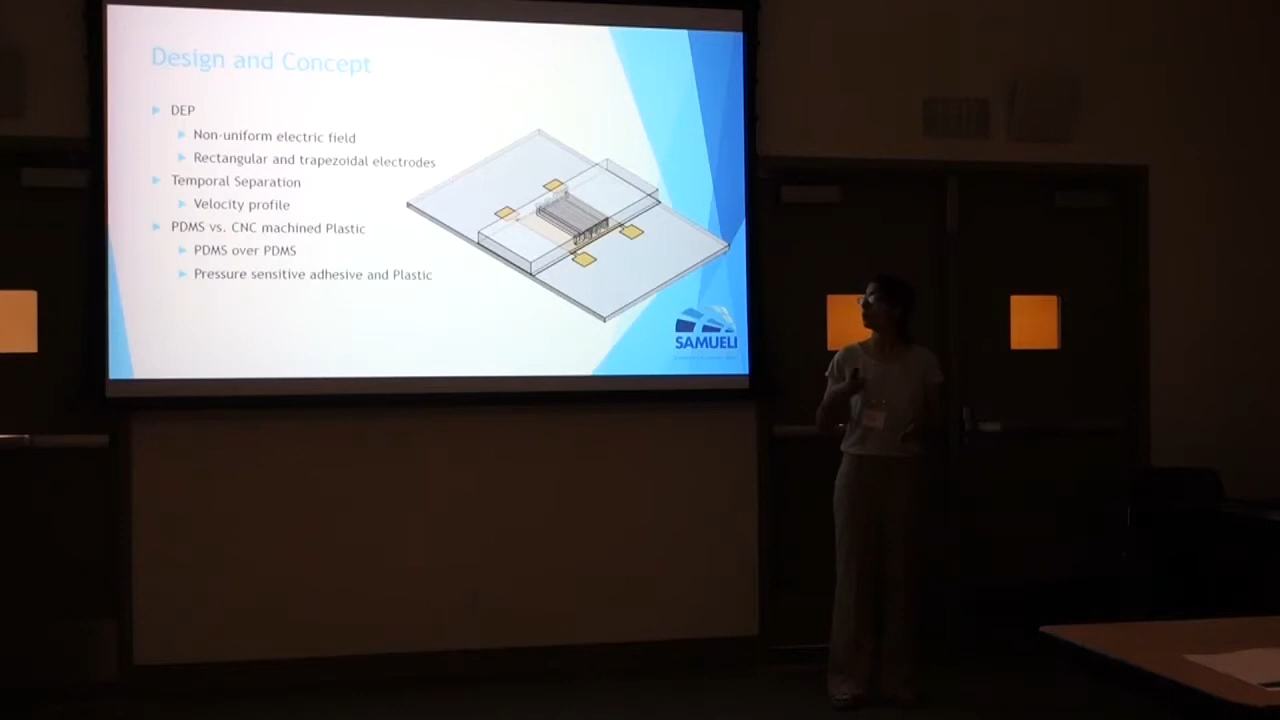 Design and Concept
DEP
Non-uniform electric field
Rectangular and trapezoidal electrodes
Temporal Separation
Velocity profile
PDMS vs. CNC machined Plastic
PDMS over PDMS
Pressure sensitive adhesive and Plastic
SAMUELI